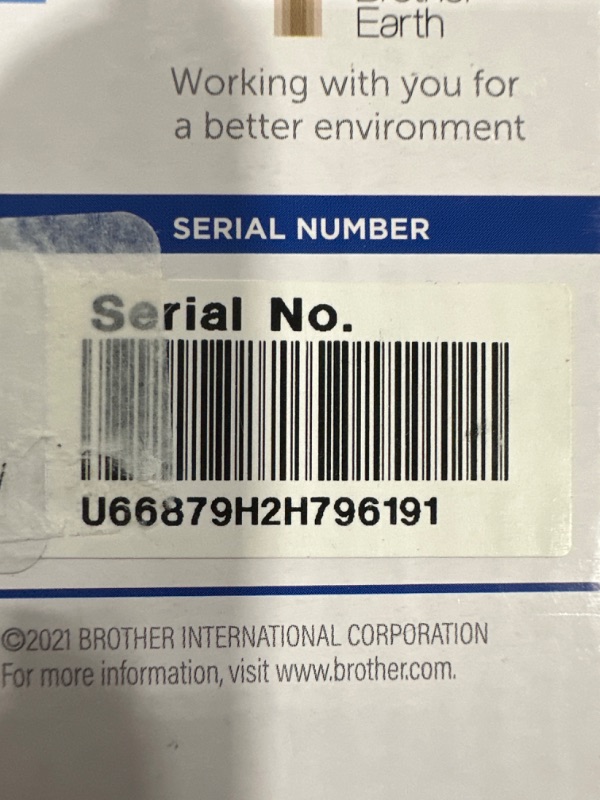 Earth
Working with you for
a better environment
SERIAL NUMBER
Serial No.
U66879H2H796191
©2021 BROTHER INTERNATIONAL CORPORATION
For more information, visit www.brother.com.